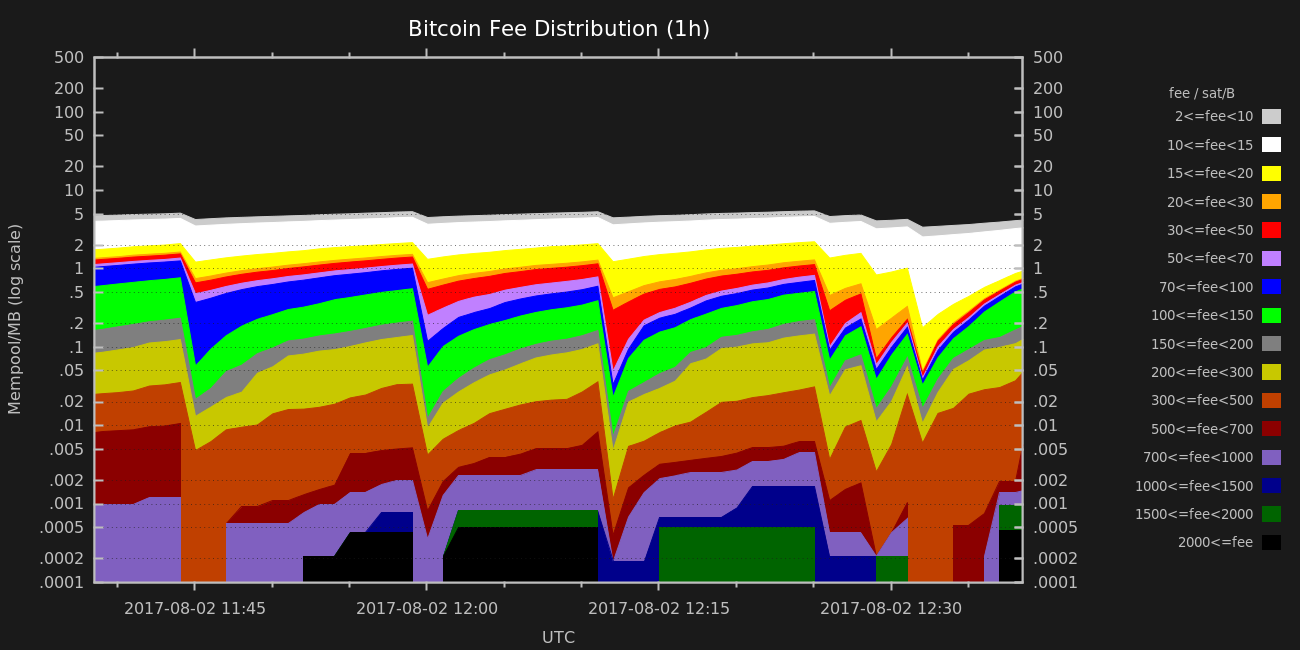 Bitcoin Fee Distribution (1h)
500 500
200 200
100 100
50 50
20 20
10 10
5 5
2 2
1 1
.5 .5
.2 .2
.1 .1
.05 .05
.02 .02
.01 .01
.005 .005
.002 .002
.001 .001
.0005 .0005
.0002 .0002
.0001 .0001
Mempool/MB (log scale)
2017-08-02 11:45 2017-08-02 12:00 2017-08-02 12:15 2017-08-02 12:30
UTC
fee / sat/B
2<=fee<10
10<=fee<15
15<=fee<20
20<=fee<30
30<=fee<50
50<=fee<70
70<=fee<100
100<=fee<150
150<=fee<200
200<=fee<300
300<=fee<500
500<=fee<700
700<=fee<1000
1000<=fee<1500
1500<=fee<2000
2000<=fee